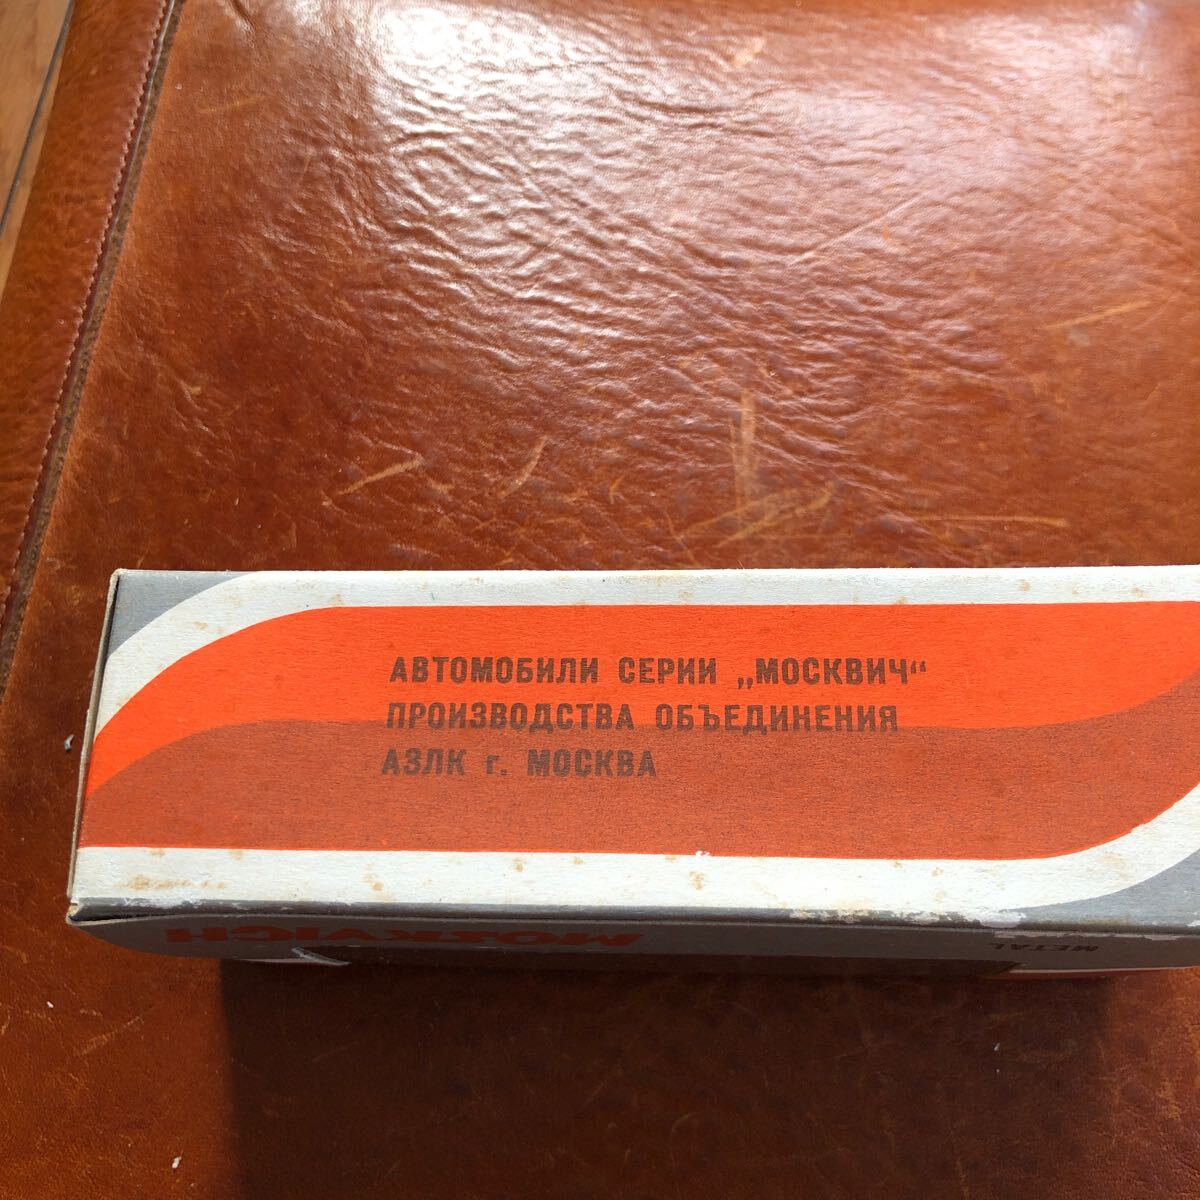 АВТОМОБИЛИ СЕРИИ „МОСКВИЧ“
ПРОИЗВОДСТВА ОБЪЕДИНЕНИЯ
АЗЛК г. МОСКВА
MOSKVICH
METAL